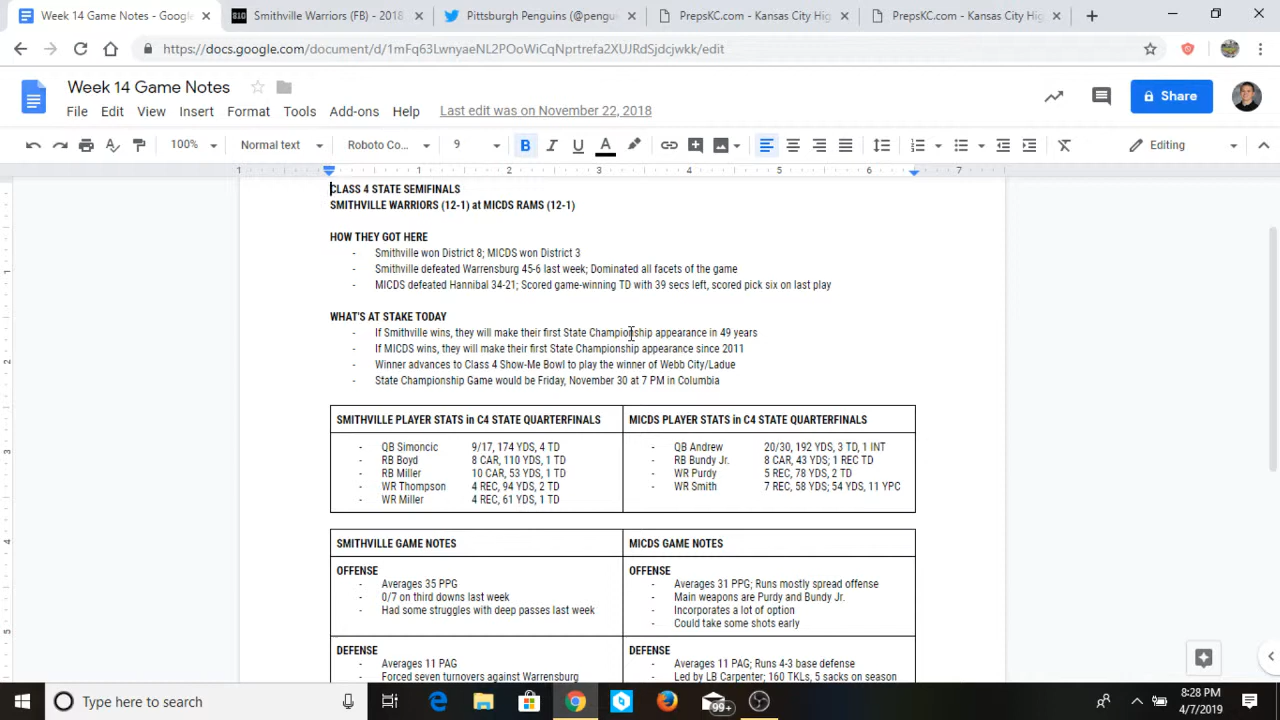 Week 14 Game Notes - Google
Smithville Warriors (FB) - 2018
Pittsburgh Penguins (@pengu
PrepsKC.com - Kansas City Hig
PrepsKC.com - Kansas City Hig
https://docs.google.com/document/d/1mFq63LwnyaeNL2POoWiCqNprtrefa2XUJRdSjdcjwkk/edit
Week 14 Game Notes
File Edit View Insert Format Tools Add-ons Help Last edit was on November 22, 2018
Share
100% Normal text Roboto Co... 9 B I U A Editing
1 1 2 3 4 5 6 7
CLASS 4 STATE SEMIFINALS
SMITHVILLE WARRIORS (12-1) at MICDS RAMS (12-1)
HOW THEY GOT HERE
- Smithville won District 8; MICDS won District 3
- Smithville defeated Warrensburg 45-6 last week; Dominated all facets of the game
- MICDS defeated Hannibal 34-21; Scored game-winning TD with 39 secs left, scored pick six on last play
WHAT'S AT STAKE TODAY
- If Smithville wins, they will make their first State Championship appearance in 49 years
- If MICDS wins, they will make their first State Championship appearance since 2011
- Winner advances to Class 4 Show-Me Bowl to play the winner of Webb City/Ladue
- State Championship Game would be Friday, November 30 at 7 PM in Columbia
SMITHVILLE PLAYER STATS in C4 STATE QUARTERFINALS
- QB Simoncic 9/17, 174 YDS, 4 TD
- RB Boyd 8 CAR, 110 YDS, 1 TD
- RB Miller 10 CAR, 53 YDS, 1 TD
- WR Thompson 4 REC, 94 YDS, 2 TD
- WR Miller 4 REC, 61 YDS, 1 TD
MICDS PLAYER STATS in C4 STATE QUARTERFINALS
- QB Andrew 20/30, 192 YDS, 3 TD, 1 INT
- RB Bundy Jr. 8 CAR, 43 YDS; 1 REC TD
- WR Purdy 5 REC, 78 YDS, 2 TD
- WR Smith 7 REC, 58 YDS; 54 YDS, 11 YPC
SMITHVILLE GAME NOTES
OFFENSE
- Averages 35 PPG
- 0/7 on third downs last week
- Had some struggles with deep passes last week
DEFENSE
- Averages 11 PAG
- Forced seven turnovers against Warrensburg
MICDS GAME NOTES
OFFENSE
- Averages 31 PPG; Runs mostly spread offense
- Main weapons are Purdy and Bundy Jr.
- Incorporates a lot of option
- Could take some shots early
DEFENSE
- Averages 11 PAG; Runs 4-3 base defense
- Led by LB Carpenter; 160 TKLs, 5 sacks on season
1
2
3
4
5
Type here to search
99+
8:28 PM
4/7/2019